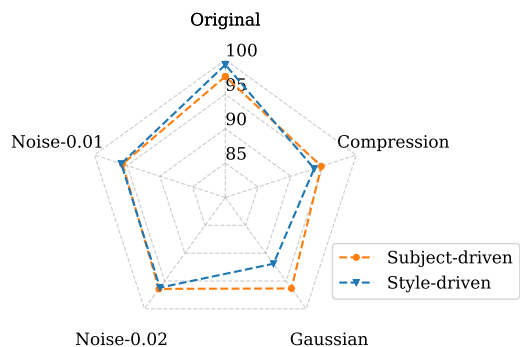 Original
100
95
90
85
Noise-0.01
Compression
Subject-driven
Style-driven
Noise-0.02
Gaussian